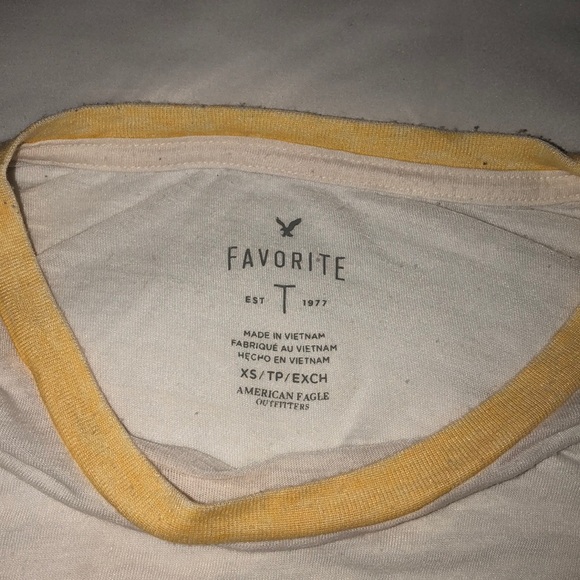 FAVORITE
EST T 1977
MADE IN VIETNAM
FABRIQUÉ AU VIETNAM
HECHO EN VIETNAM
XS/TP/EXCH
AMERICAN EAGLE
OUTFITTERS